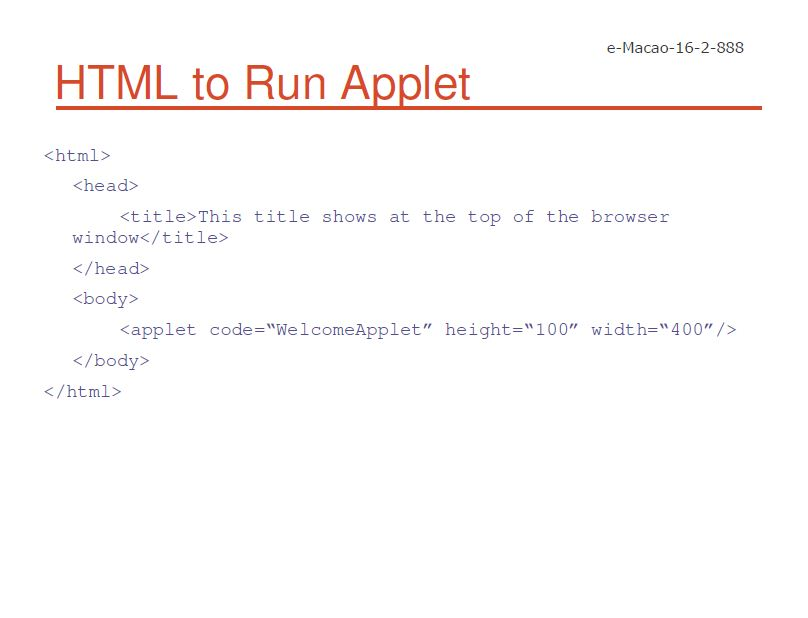 e-Macao-16-2-888
HTML to Run Applet
<html>
<head>
<title>This title shows at the top of the browser
window</title>
</head>
<body>
<applet code=“WelcomeApplet” height=“100” width=“400”/>
</body>
</html>